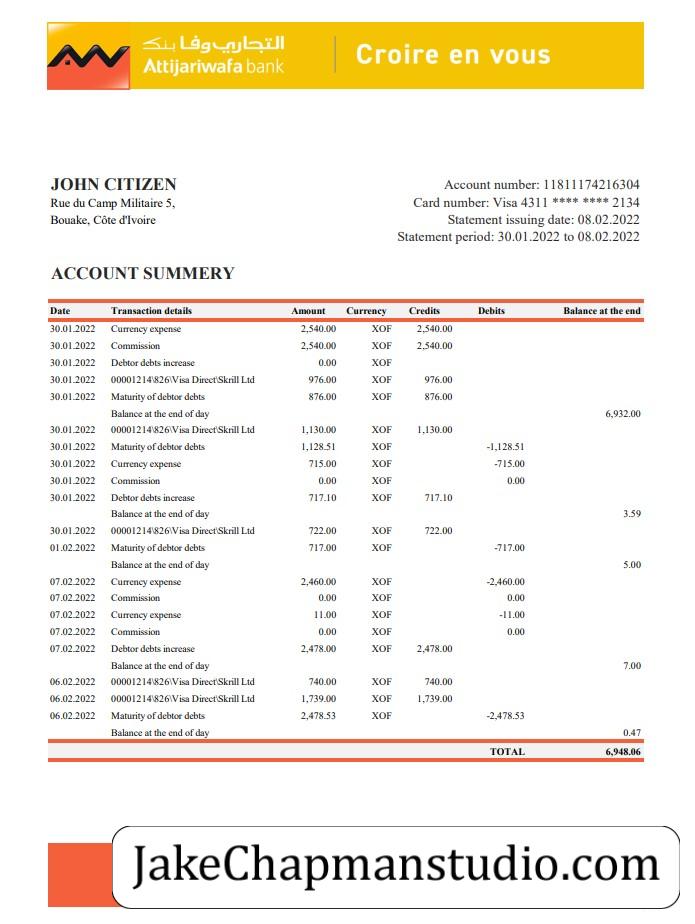 التجاري وفا بنك
Attijariwafa bank
Croire en vous
JOHN CITIZEN
Rue du Camp Militaire 5,
Bouake, Côte d'Ivoire
Account number: 11811174216304
Card number: Visa 4311 **** **** 2134
Statement issuing date: 08.02.2022
Statement period: 30.01.2022 to 08.02.2022
ACCOUNT SUMMERY
Date Transaction details Amount Currency Credits Debits Balance at the end
30.01.2022 Currency expense 2,540.00 XOF 2,540.00
30.01.2022 Commission 2,540.00 XOF 2,540.00
30.01.2022 Debtor debts increase 0.00 XOF
30.01.2022 00001214\826\Visa Direct\Skrill Ltd 976.00 XOF 976.00
30.01.2022 Maturity of debtor debts 876.00 XOF 876.00
Balance at the end of day 6,932.00
30.01.2022 00001214\826\Visa Direct\Skrill Ltd 1,130.00 XOF 1,130.00
30.01.2022 Maturity of debtor debts 1,128.51 XOF -1,128.51
30.01.2022 Currency expense 715.00 XOF -715.00
30.01.2022 Commission 0.00 XOF 0.00
30.01.2022 Debtor debts increase 717.10 XOF 717.10
Balance at the end of day 3.59
30.01.2022 00001214\826\Visa Direct\Skrill Ltd 722.00 XOF 722.00
01.02.2022 Maturity of debtor debts 717.00 XOF -717.00
Balance at the end of day 5.00
07.02.2022 Currency expense 2,460.00 XOF -2,460.00
07.02.2022 Commission 0.00 XOF 0.00
07.02.2022 Currency expense 11.00 XOF -11.00
07.02.2022 Commission 0.00 XOF 0.00
07.02.2022 Debtor debts increase 2,478.00 XOF 2,478.00
Balance at the end of day 7.00
06.02.2022 00001214\826\Visa Direct\Skrill Ltd 740.00 XOF 740.00
06.02.2022 00001214\826\Visa Direct\Skrill Ltd 1,739.00 XOF 1,739.00
06.02.2022 Maturity of debtor debts 2,478.53 XOF -2,478.53
Balance at the end of day 0.47
TOTAL 6,948.06
JakeChapmanstudio.com